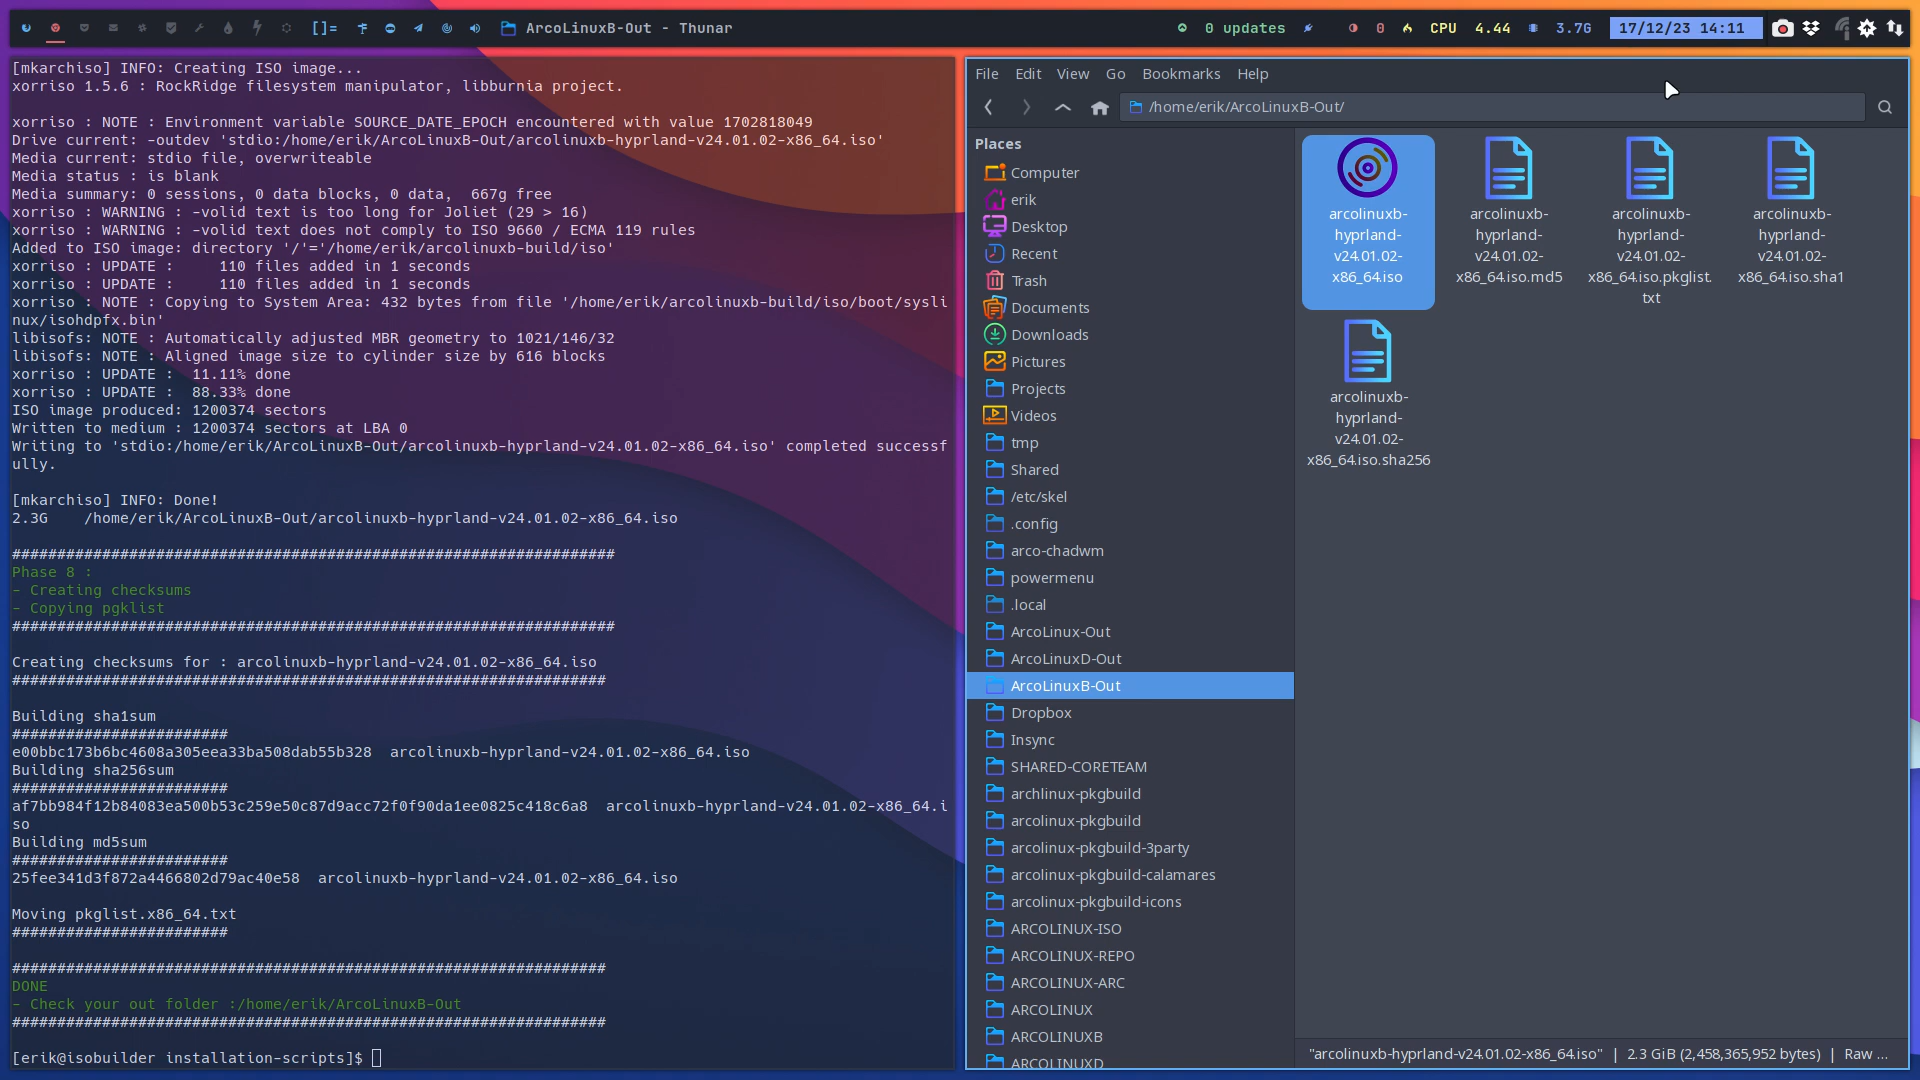 []=
ArcoLinuxB-Out - Thunar
0 updates
0
CPU 4.44
3.7G
17/12/23 14:11
[mkarchiso] INFO: Creating ISO image...
xorriso 1.5.6 : RockRidge filesystem manipulator, libburnia project.
xorriso : NOTE : Environment variable SOURCE_DATE_EPOCH encountered with value 1702818049
Drive current: -outdev 'stdio:/home/erik/ArcoLinuxB-Out/arcolinuxb-hyprland-v24.01.02-x86_64.iso'
Media current: stdio file, overwriteable
Media status : is blank
Media summary: 0 sessions, 0 data blocks, 0 data,  667g free
xorriso : WARNING : -volid text is too long for Joliet (29 > 16)
xorriso : WARNING : -volid text does not comply to ISO 9660 / ECMA 119 rules
Added to ISO image: directory '/'='/home/erik/arcolinuxb-build/iso'
xorriso : UPDATE :     110 files added in 1 seconds
xorriso : UPDATE :     110 files added in 1 seconds
xorriso : NOTE : Copying to System Area: 432 bytes from file '/home/erik/arcolinuxb-build/iso/boot/sysli
nux/isohdpfx.bin'
libisofs: NOTE : Automatically adjusted MBR geometry to 1021/146/32
libisofs: NOTE : Aligned image size to cylinder size by 616 blocks
xorriso : UPDATE :  11.11% done
xorriso : UPDATE :  88.33% done
ISO image produced: 1200374 sectors
Written to medium : 1200374 sectors at LBA 0
Writing to 'stdio:/home/erik/ArcoLinuxB-Out/arcolinuxb-hyprland-v24.01.02-x86_64.iso' completed successf
ully.
[mkarchiso] INFO: Done!
2.3G    /home/erik/ArcoLinuxB-Out/arcolinuxb-hyprland-v24.01.02-x86_64.iso
###################################################################
Phase 8 :
- Creating checksums
- Copying pgklist
###################################################################
Creating checksums for : arcolinuxb-hyprland-v24.01.02-x86_64.iso
##################################################################
Building sha1sum
########################
e00bbc173b6bc4608a305eea33ba508dab55b328  arcolinuxb-hyprland-v24.01.02-x86_64.iso
Building sha256sum
########################
af7bb984f12b84083ea500b53c259e50c87d9acc72f0f90da1ee0825c418c6a8  arcolinuxb-hyprland-v24.01.02-x86_64.i
so
Building md5sum
########################
25fee341d3f872a4466802d79ac40e58  arcolinuxb-hyprland-v24.01.02-x86_64.iso
Moving pkglist.x86_64.txt
########################
##################################################################
DONE
- Check your out folder :/home/erik/ArcoLinuxB-Out
##################################################################
[erik@isobuilder installation-scripts]$
File Edit View Go Bookmarks Help
/home/erik/ArcoLinuxB-Out/
Places
Computer
erik
Desktop
Recent
Trash
Documents
Downloads
Pictures
Projects
Videos
tmp
Shared
/etc/skel
.config
arco-chadwm
powermenu
.local
ArcoLinux-Out
ArcoLinuxD-Out
ArcoLinuxB-Out
Dropbox
Insync
SHARED-CORETEAM
archlinux-pkgbuild
arcolinux-pkgbuild
arcolinux-pkgbuild-3party
arcolinux-pkgbuild-calamares
arcolinux-pkgbuild-icons
ARCOLINUX-ISO
ARCOLINUX-REPO
ARCOLINUX-ARC
ARCOLINUX
ARCOLINUXB
ARCOLINUXD
arcolinuxb-
hyprland-
v24.01.02-
x86_64.iso
arcolinuxb-
hyprland-
v24.01.02-
x86_64.iso.md5
arcolinuxb-
hyprland-
v24.01.02-
x86_64.iso.pkglist.
txt
arcolinuxb-
hyprland-
v24.01.02-
x86_64.iso.sha1
arcolinuxb-
hyprland-
v24.01.02-
x86_64.iso.sha256
"arcolinuxb-hyprland-v24.01.02-x86_64.iso" | 2.3 GiB (2,458,365,952 bytes) | Raw ...